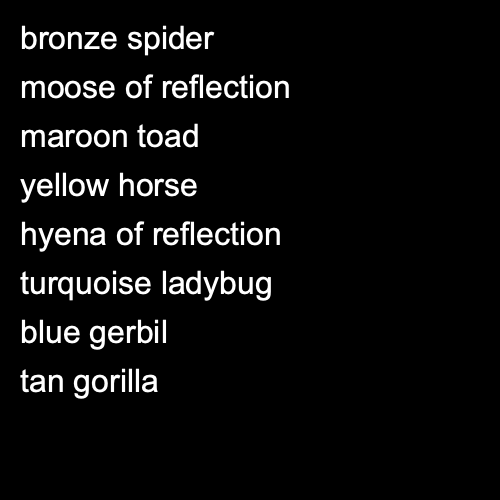 bronze spider
moose of reflection
maroon toad
yellow horse
hyena of reflection
turquoise ladybug
blue gerbil
tan gorilla